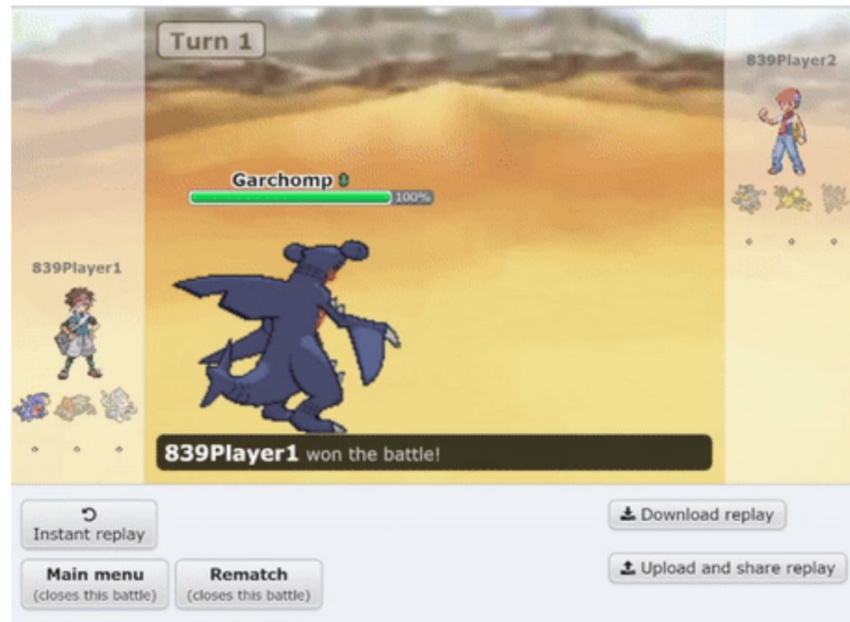 Turn 1
839Player2
Garchomp
100%
839Player1
839Player1 won the battle!
Instant replay
Download replay
Main menu
(closes this battle)
Rematch
(closes this battle)
Upload and share replay